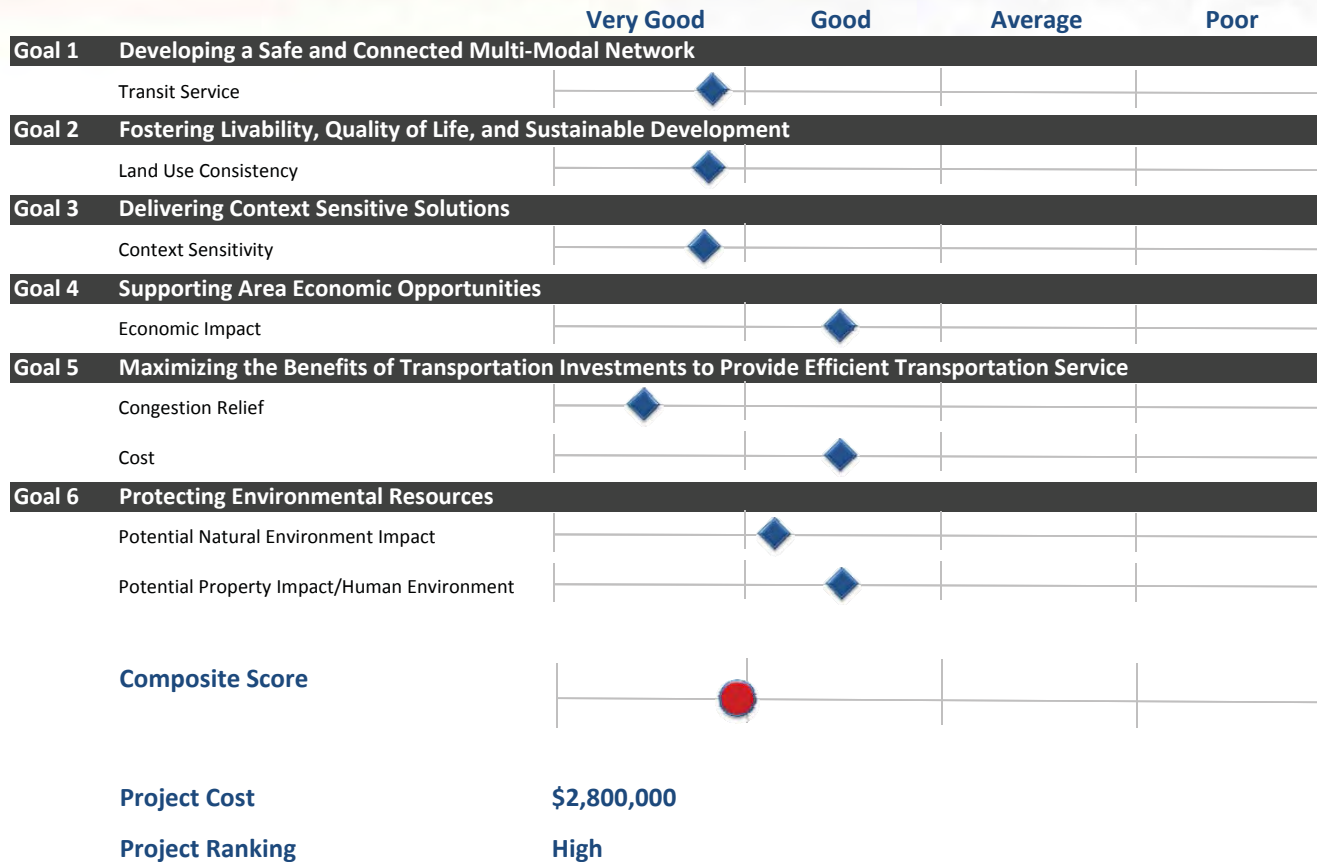 Very Good Good Average Poor
Goal 1 Developing a Safe and Connected Multi-Modal Network
Transit Service
Goal 2 Fostering Livability, Quality of Life, and Sustainable Development
Land Use Consistency
Goal 3 Delivering Context Sensitive Solutions
Context Sensitivity
Goal 4 Supporting Area Economic Opportunities
Economic Impact
Goal 5 Maximizing the Benefits of Transportation Investments to Provide Efficient Transportation Service
Congestion Relief
Cost
Goal 6 Protecting Environmental Resources
Potential Natural Environment Impact
Potential Property Impact/Human Environment
Composite Score
Project Cost $2,800,000
Project Ranking High